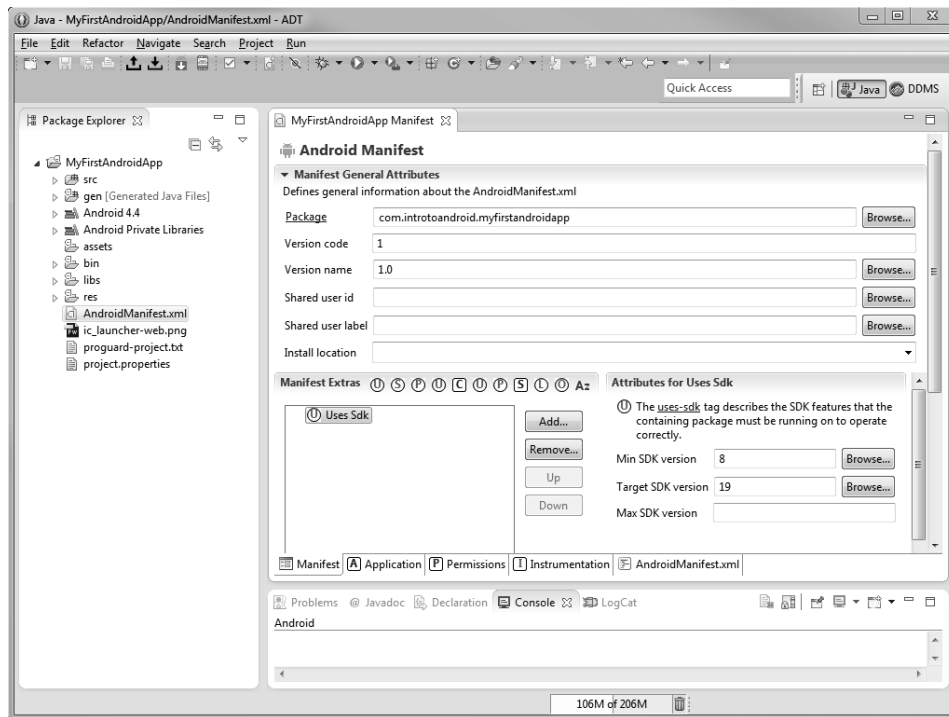 Java - MyFirstAndroidApp/AndroidManifest.xml - ADT
File Edit Refactor Navigate Search Project Run
Quick Access
Java
DDMS
Package Explorer
MyFirstAndroidApp
src
gen [Generated Java Files]
Android 4.4
Android Private Libraries
assets
bin
libs
res
AndroidManifest.xml
ic_launcher-web.png
proguard-project.txt
project.properties
MyFirstAndroidApp Manifest
Android Manifest
Manifest General Attributes
Defines general information about the AndroidManifest.xml
Package com.introtoandroid.myfirstandroidapp Browse...
Version code 1
Version name 1.0 Browse...
Shared user id Browse...
Shared user label Browse...
Install location
Manifest Extras U S P U C U P S L O Az
U Uses Sdk
Add...
Remove...
Up
Down
Attributes for Uses Sdk
U The uses-sdk tag describes the SDK features that the
containing package must be running on to operate
correctly.
Min SDK version 8 Browse...
Target SDK version 19 Browse...
Max SDK version
Manifest A Application P Permissions I Instrumentation AndroidManifest.xml
Problems @ Javadoc Declaration Console LogCat
Android
106M of 206M